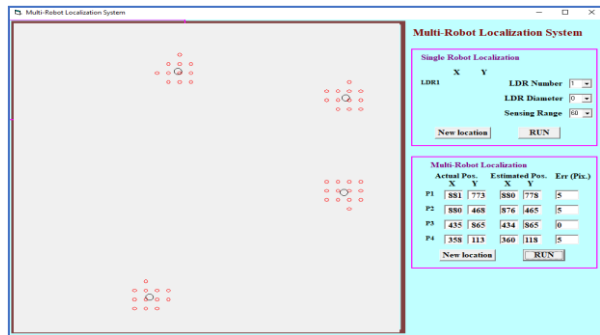 Multi-Robot Localization System
Multi-Robot Localization System
Single Robot Localization
X Y
LDR1 LDR Number 1
LDR Diameter 0
Sensing Range 60
New location RUN
Multi-Robot Localization
Actual Pos. Estimated Pos. Err (Pix.)
X Y X Y
P1 881 773 880 778 5
P2 880 468 876 465 5
P3 435 865 434 865 0
P4 358 113 360 118 5
New location RUN